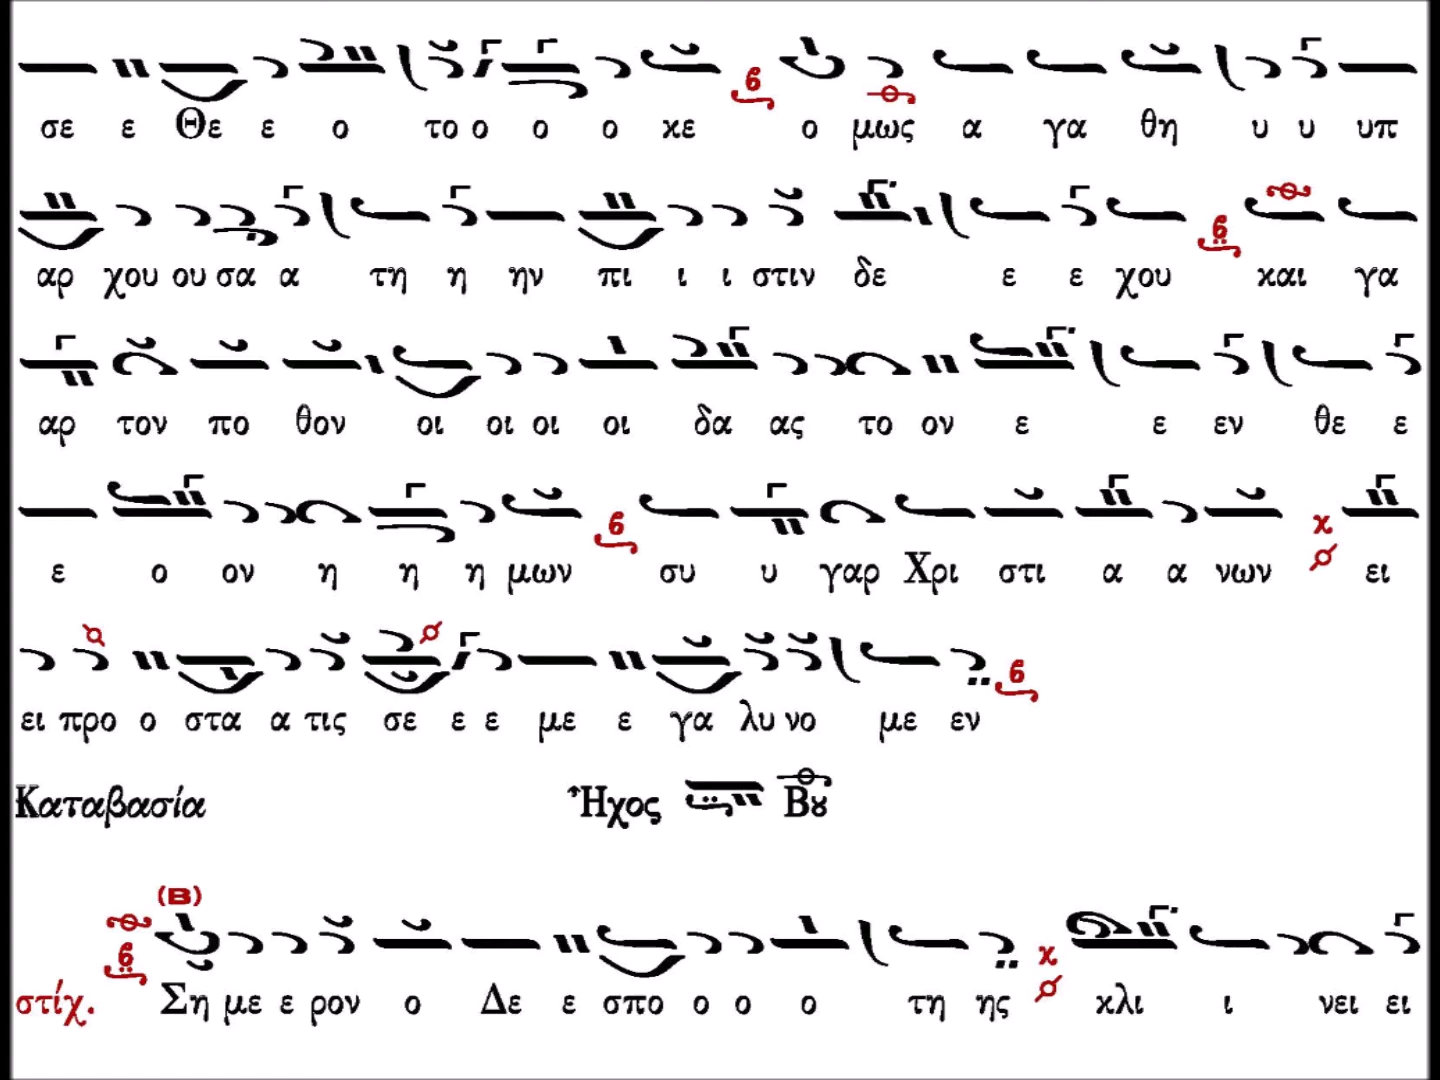 σε ε Θε ε ο το ο ο ο κε ο μως α γα θη υ υ υπ
αρ χου ου σα α τη η ην πι ι ι στιν δε ε ε χου και γα
αρ τον πο θον οι οι οι οι δα ας το ον ε ε εν θε ε
ε ο ον η η η μων συ υ γαρ Χρι στι α α νων ει
ει προ ο στα α τις σε ε ε με ε γα λυ νο με εν
Καταβασία Ἦχος Βȣ
(Β)
στίχ. Ση με ε ρον ο Δε ε σπο ο ο ο τη ης κλι ι νει ει